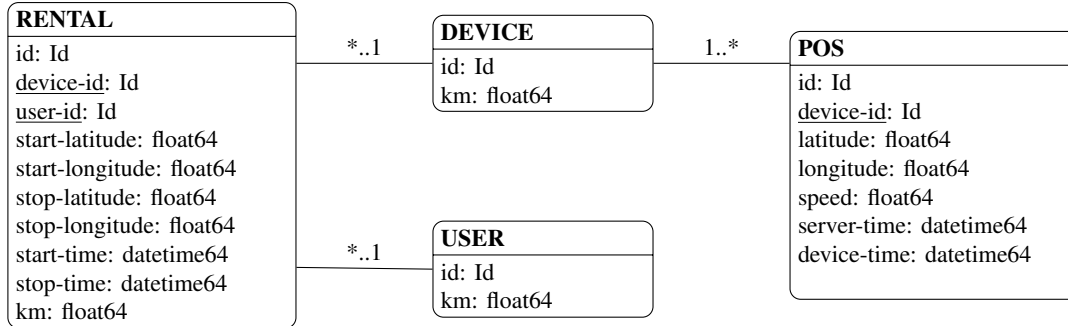 RENTAL
id: Id
device-id: Id
user-id: Id
start-latitude: float64
start-longitude: float64
stop-latitude: float64
stop-longitude: float64
start-time: datetime64
stop-time: datetime64
km: float64
*..1
DEVICE
id: Id
km: float64
1..*
POS
id: Id
device-id: Id
latitude: float64
longitude: float64
speed: float64
server-time: datetime64
device-time: datetime64
*..1
USER
id: Id
km: float64